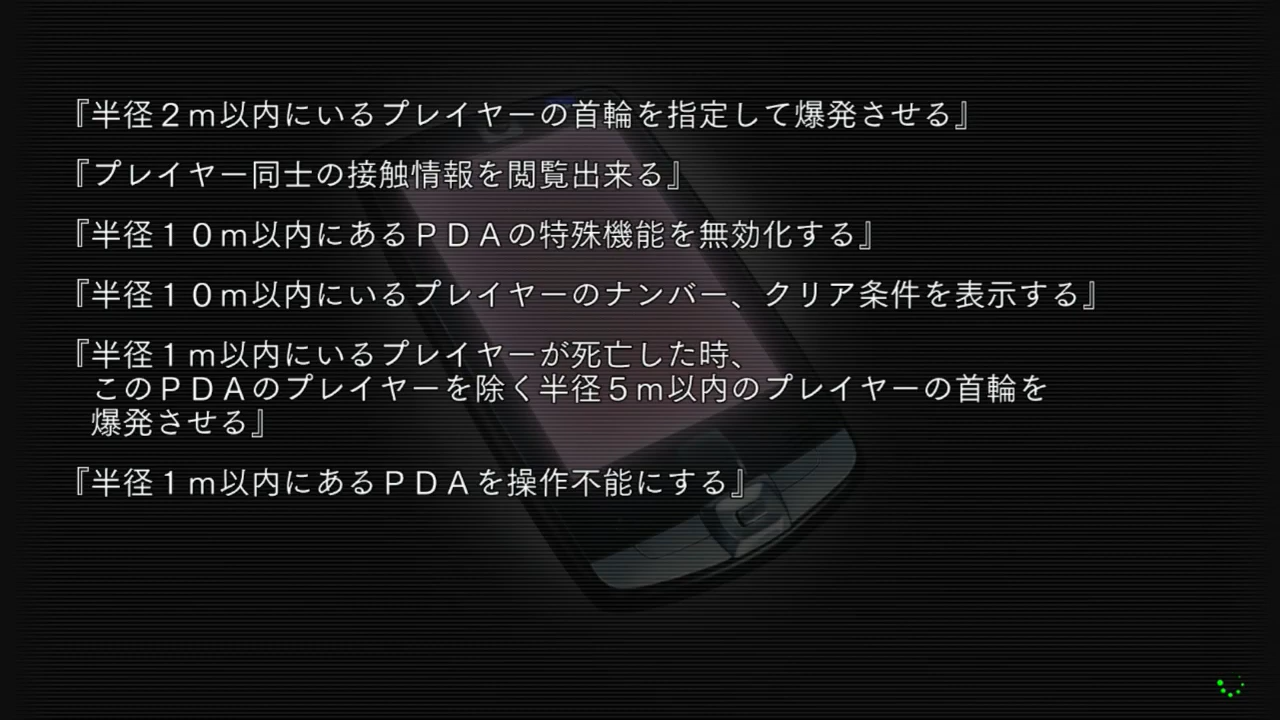 『半径２ｍ以内にいるプレイヤーの首輪を指定して爆発させる』
『プレイヤー同士の接触情報を閲覧出来る』
『半径１０ｍ以内にあるＰＤＡの特殊機能を無効化する』
『半径１０ｍ以内にいるプレイヤーのナンバー、クリア条件を表示する』
『半径１ｍ以内にいるプレイヤーが死亡した時、
このＰＤＡのプレイヤーを除く半径５ｍ以内のプレイヤーの首輪を
爆発させる』
『半径１ｍ以内にあるＰＤＡを操作不能にする』